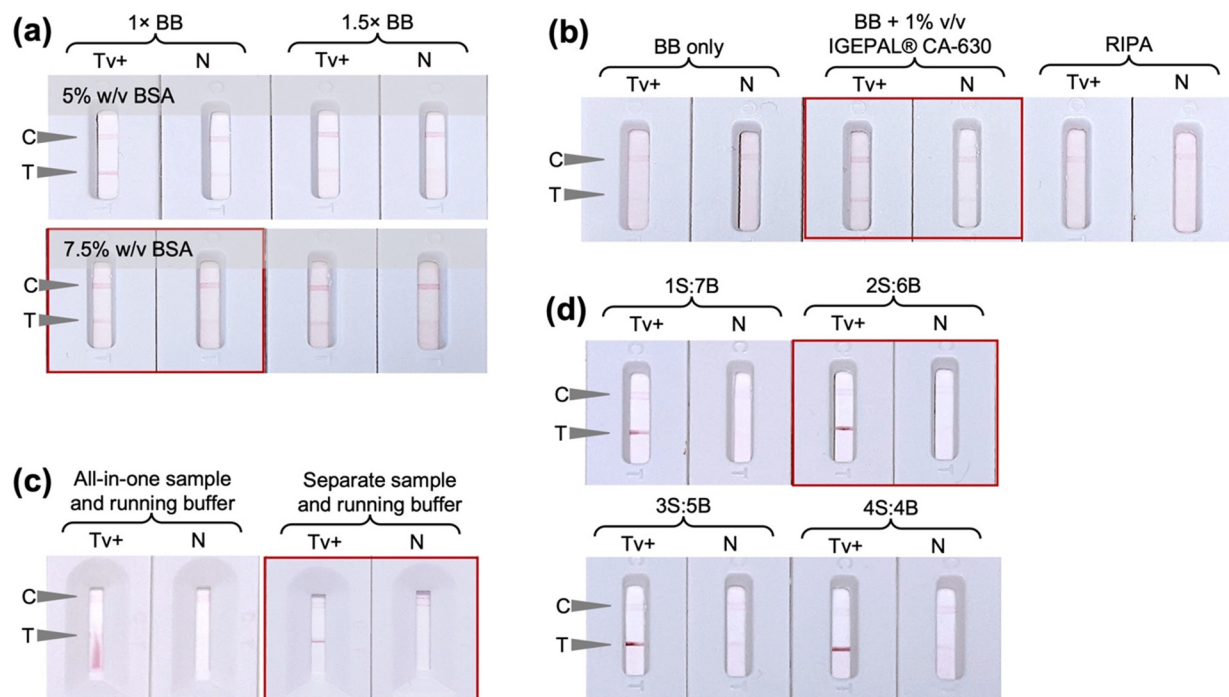 (a)
1× BB
1.5× BB
Tv+ N Tv+ N
5% w/v BSA
C
T
7.5% w/v BSA
C
T
C
T
(b)
BB only
BB + 1% v/v
IGEPAL® CA-630
RIPA
Tv+ N Tv+ N Tv+ N
C
T
(c)
All-in-one sample
and running buffer
Separate sample
and running buffer
Tv+ N Tv+ N
C
T
(d)
1S:7B
2S:6B
Tv+ N Tv+ N
C
T
3S:5B
4S:4B
Tv+ N Tv+ N
C
T